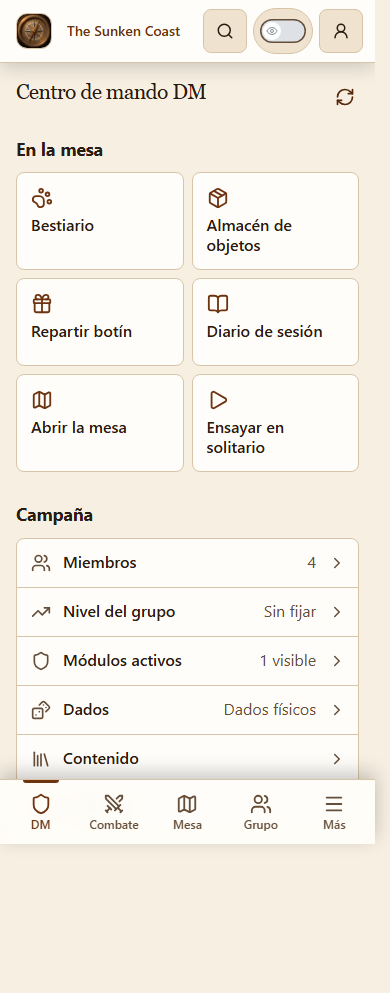 The Sunken Coast
Centro de mando DM
En la mesa
Bestiario
Almacén de
objetos
Repartir botín
Diario de sesión
Abrir la mesa
Ensayar en
solitario
Campaña
Miembros 4
Nivel del grupo Sin fijar
Módulos activos 1 visible
Dados Dados físicos
Contenido
DM Combate Mesa Grupo Más